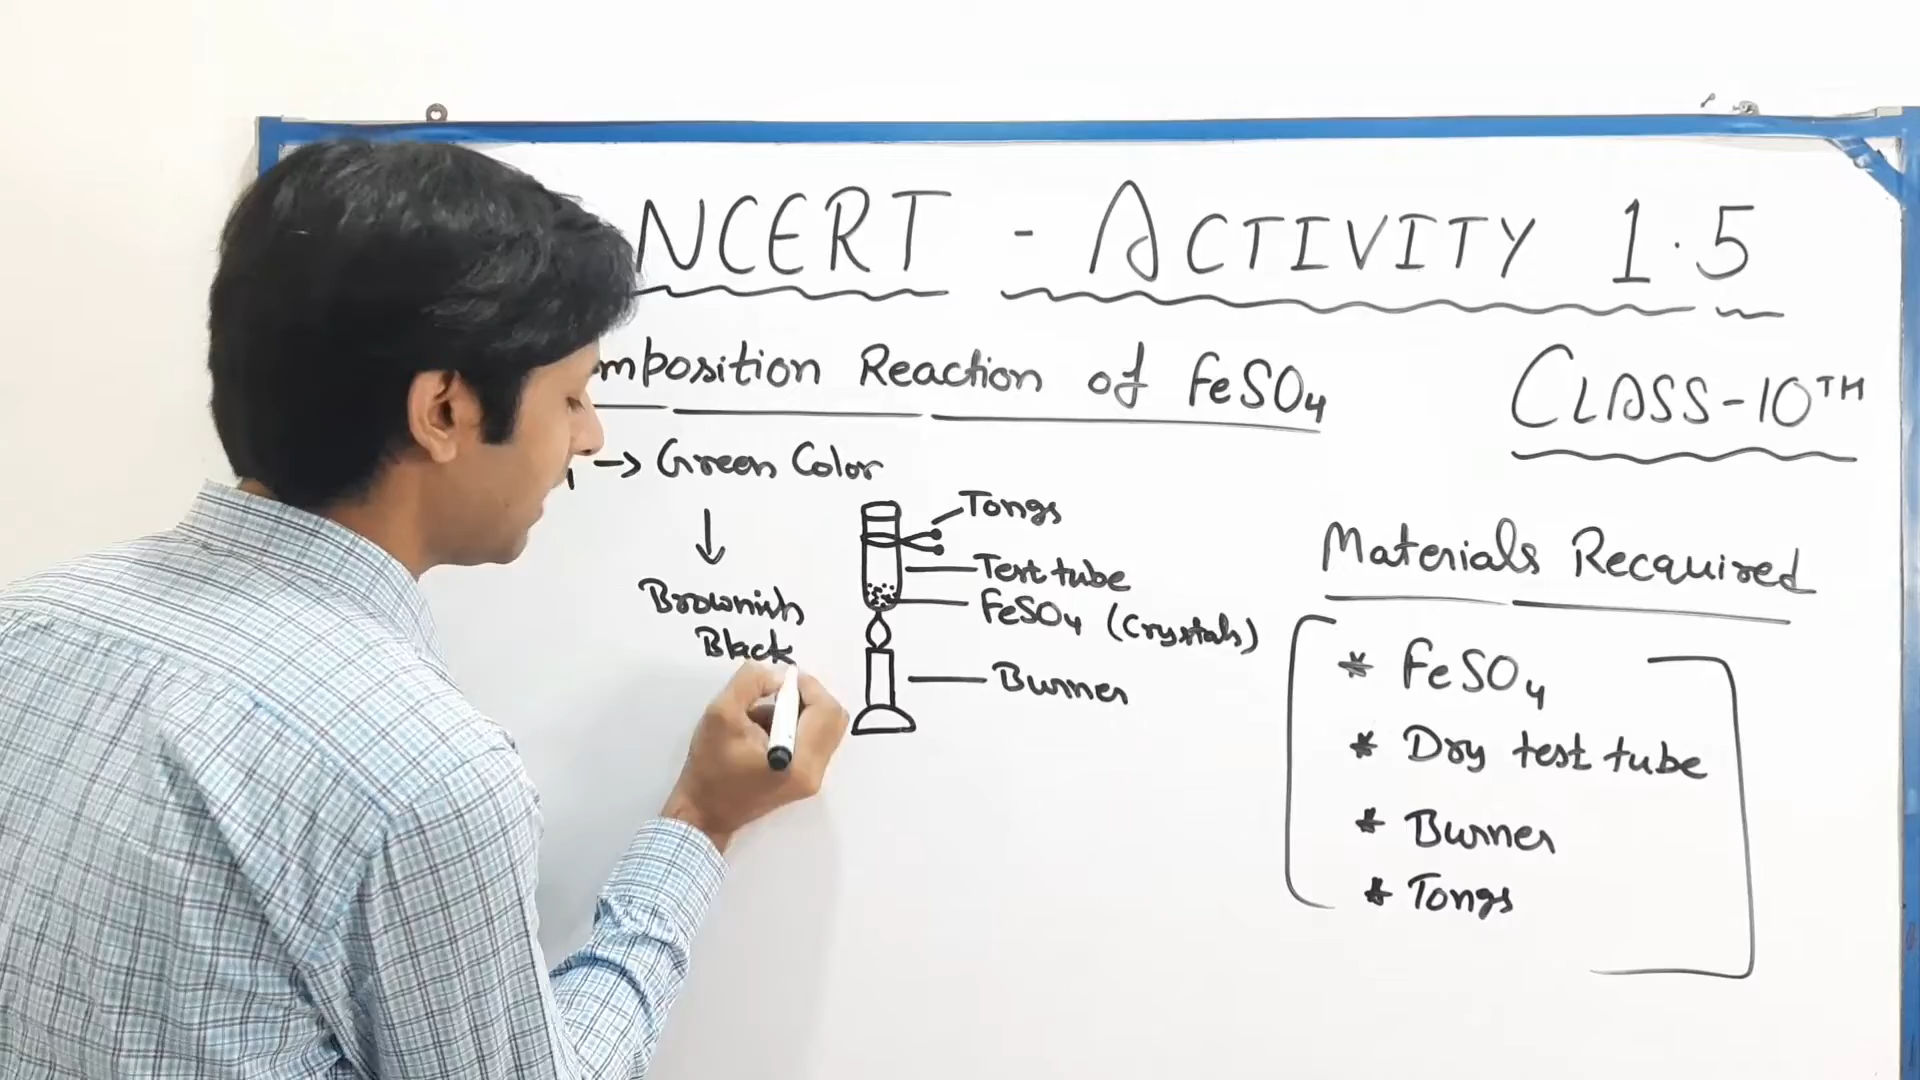 NCERT - ACTIVITY 1.5
mposition Reaction of FeSO4
CLASS-10TH
→ Green Color
↓
Brownish
Black
Tongs
Test tube
FeSO4 (Crystals)
Burner
Materials Recquired
* FeSO4
* Dry test tube
* Burner
* Tongs